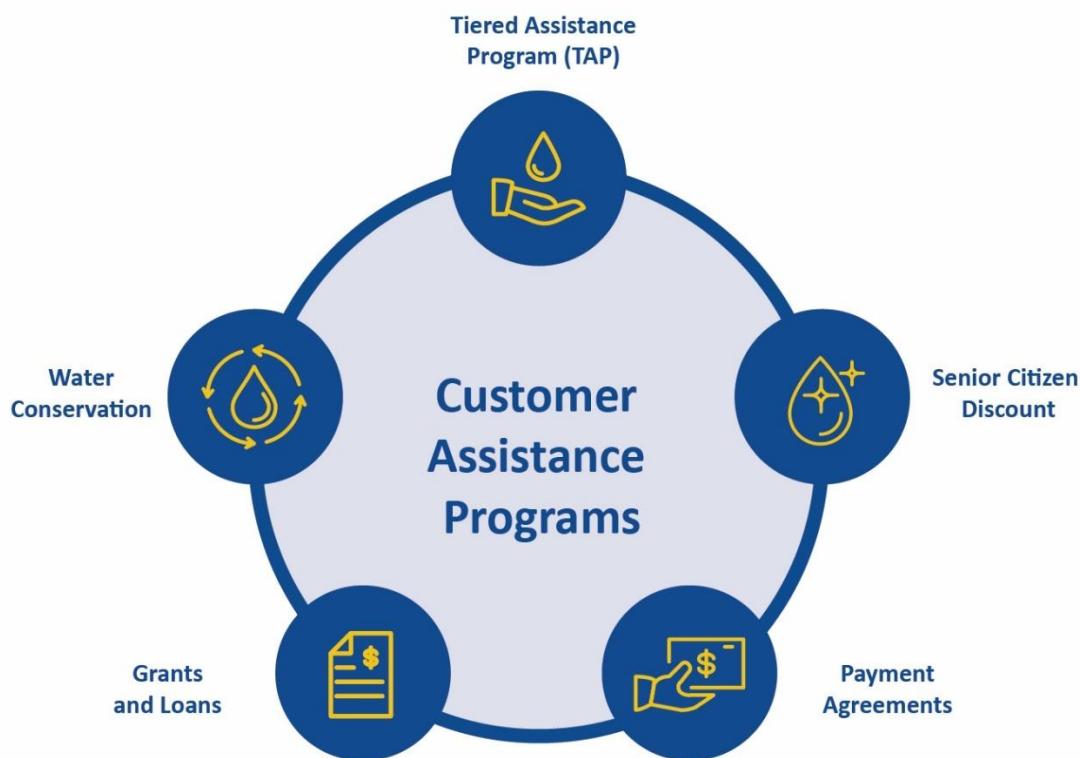 Tiered Assistance
Program (TAP)
Water
Conservation
Customer
Assistance
Programs
Senior Citizen
Discount
Grants
and Loans
$
$
Payment
Agreements